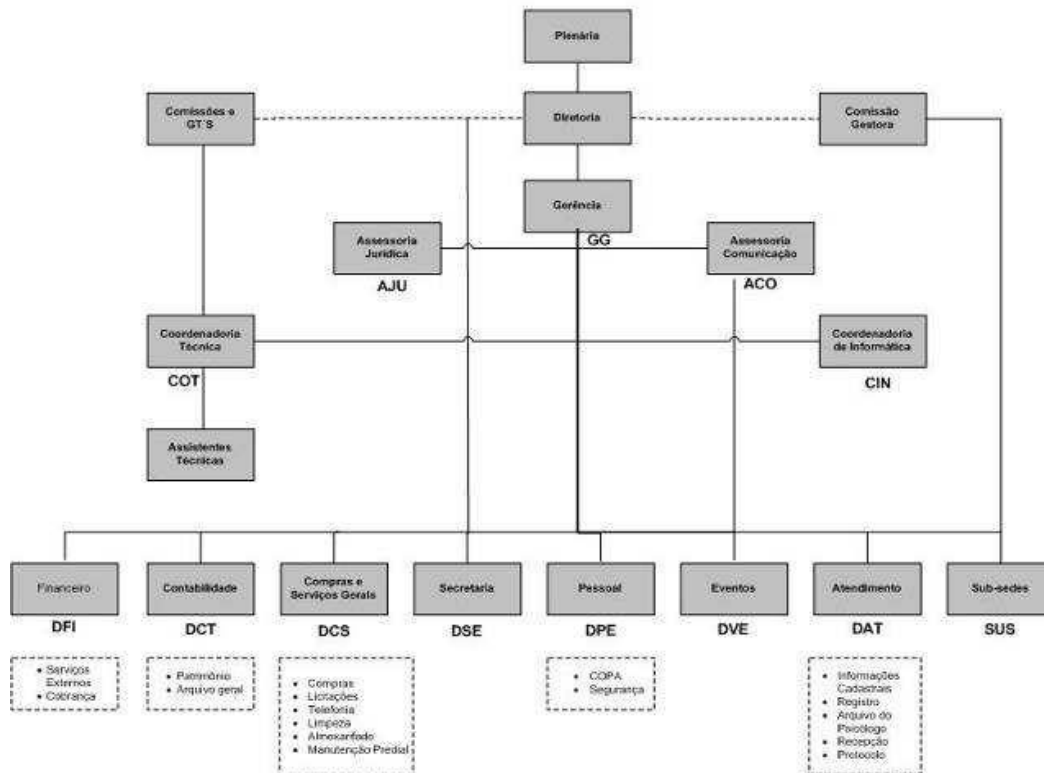 Plenária
Comissões e
GT´S
Diretoria
Comissão
Gestora
Gerência
GG
Assessoria
Jurídica
AJU
Assessoria
Comunicação
ACO
Coordenadoria
Técnica
COT
Coordenadoria
de Informática
CIN
Assistentes
Técnicas
Financeiro
DFI
Contabilidade
DCT
Compras e
Serviços Gerais
DCS
Secretaria
DSE
Pessoal
DPE
Eventos
DVE
Atendimento
DAT
Sub-sedes
SUS
• Serviços
Externos
• Cobrança
• Patrimônio
• Arquivo geral
• Compras
• Licitações
• Telefonia
• Limpeza
• Almoxarifado
• Manutenção Predial
• COPA
• Segurança
• Informações
Cadastrais
• Registro
• Arquivo do
Psicólogo
• Recepção
• Protocolo